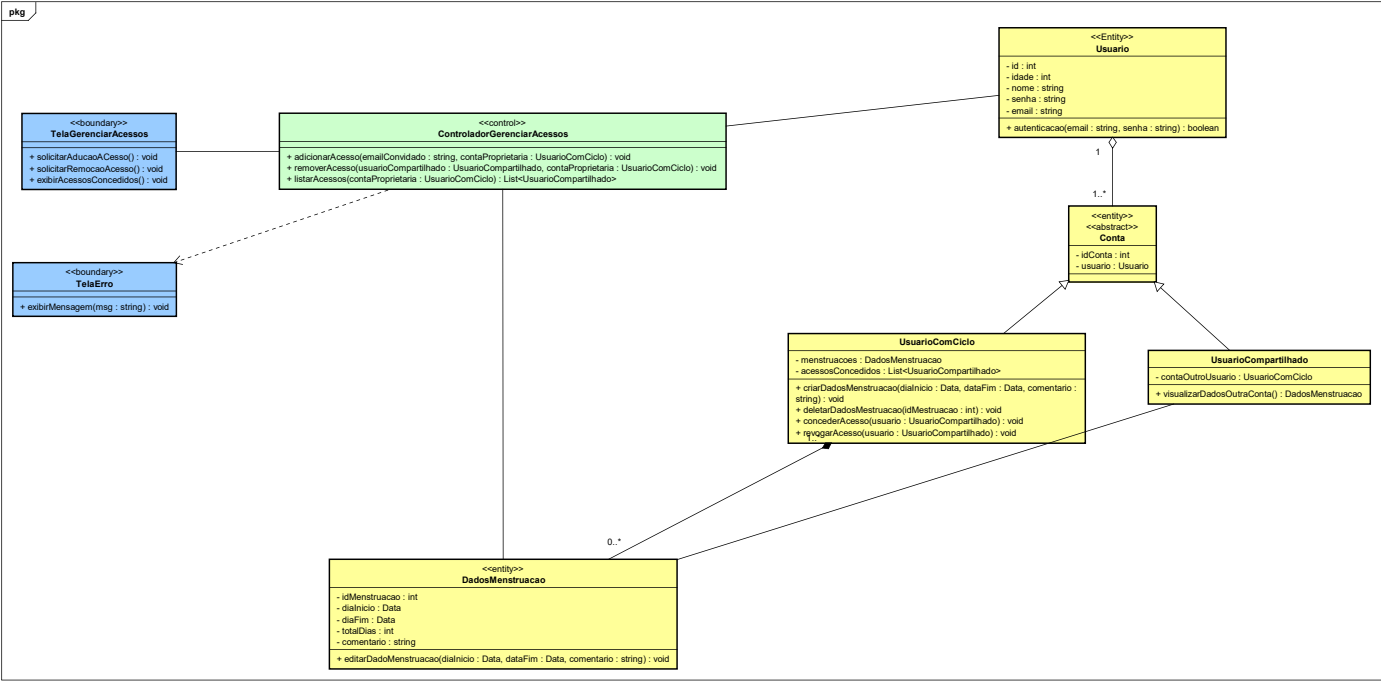 pkg
<<Entity>>
Usuario
- id : int
- idade : int
- nome : string
- senha : string
- email : string
+ autenticacao(email : string, senha : string) : boolean
<<boundary>>
TelaGerenciarAcessos
+ solicitarAducaoACesso() : void
+ solicitarRemocaoAcesso() : void
+ exibirAcessosConcedidos() : void
<<control>>
ControladorGerenciarAcessos
+ adicionarAcesso(emailConvidado : string, contaProprietaria : UsuarioComCiclo) : void
+ removerAcesso(usuarioCompartilhado : UsuarioCompartilhado, contaProprietaria : UsuarioComCiclo) : void
+ listarAcessos(contaProprietaria : UsuarioComCiclo) : List<UsuarioCompartilhado>
1
1..*
<<entity>>
<<abstract>>
Conta
- idConta : int
- usuario : Usuario
<<boundary>>
TelaErro
+ exibirMensagem(msg : string) : void
UsuarioComCiclo
- menstruacoes : DadosMenstruacao
- acessosConcedidos : List<UsuarioCompartilhado>
+ criarDadosMenstruacao(diaInicio : Data, dataFim : Data, comentario :
string) : void
+ deletarDadosMestruacao(idMestruacao : int) : void
+ concederAcesso(usuario : UsuarioCompartilhado) : void
+ revogarAcesso(usuario : UsuarioCompartilhado) : void
UsuarioCompartilhado
- contaOutroUsuario : UsuarioComCiclo
+ visualizarDadosOutraConta() : DadosMenstruacao
0..*
<<entity>>
DadosMenstruacao
- idMenstruacao : int
- diaInicio : Data
- diaFim : Data
- totalDias : int
- comentario : string
+ editarDadoMenstruacao(diaInicio : Data, dataFim : Data, comentario : string) : void